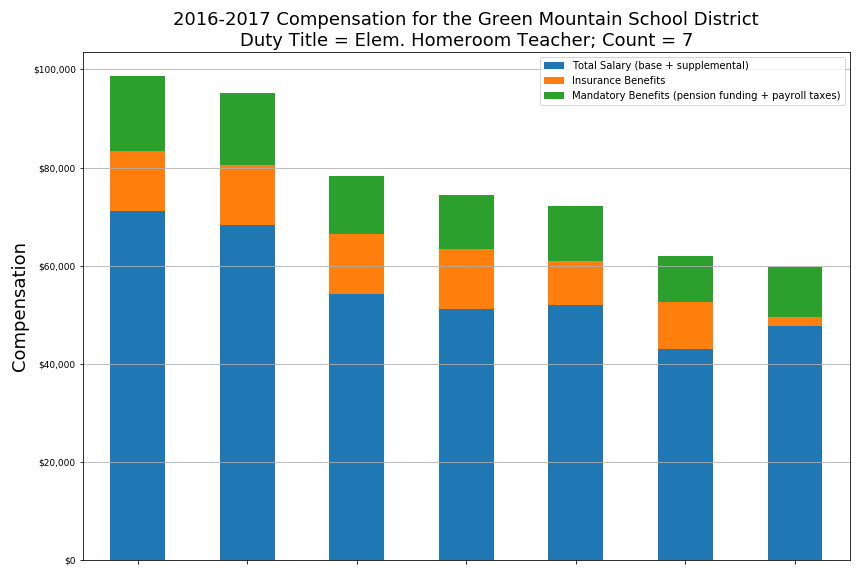 2016-2017 Compensation for the Green Mountain School District
Duty Title = Elem. Homeroom Teacher; Count = 7
Total Salary (base + supplemental)
Insurance Benefits
Mandatory Benefits (pension funding + payroll taxes)
Compensation
$100,000
$80,000
$60,000
$40,000
$20,000
$0